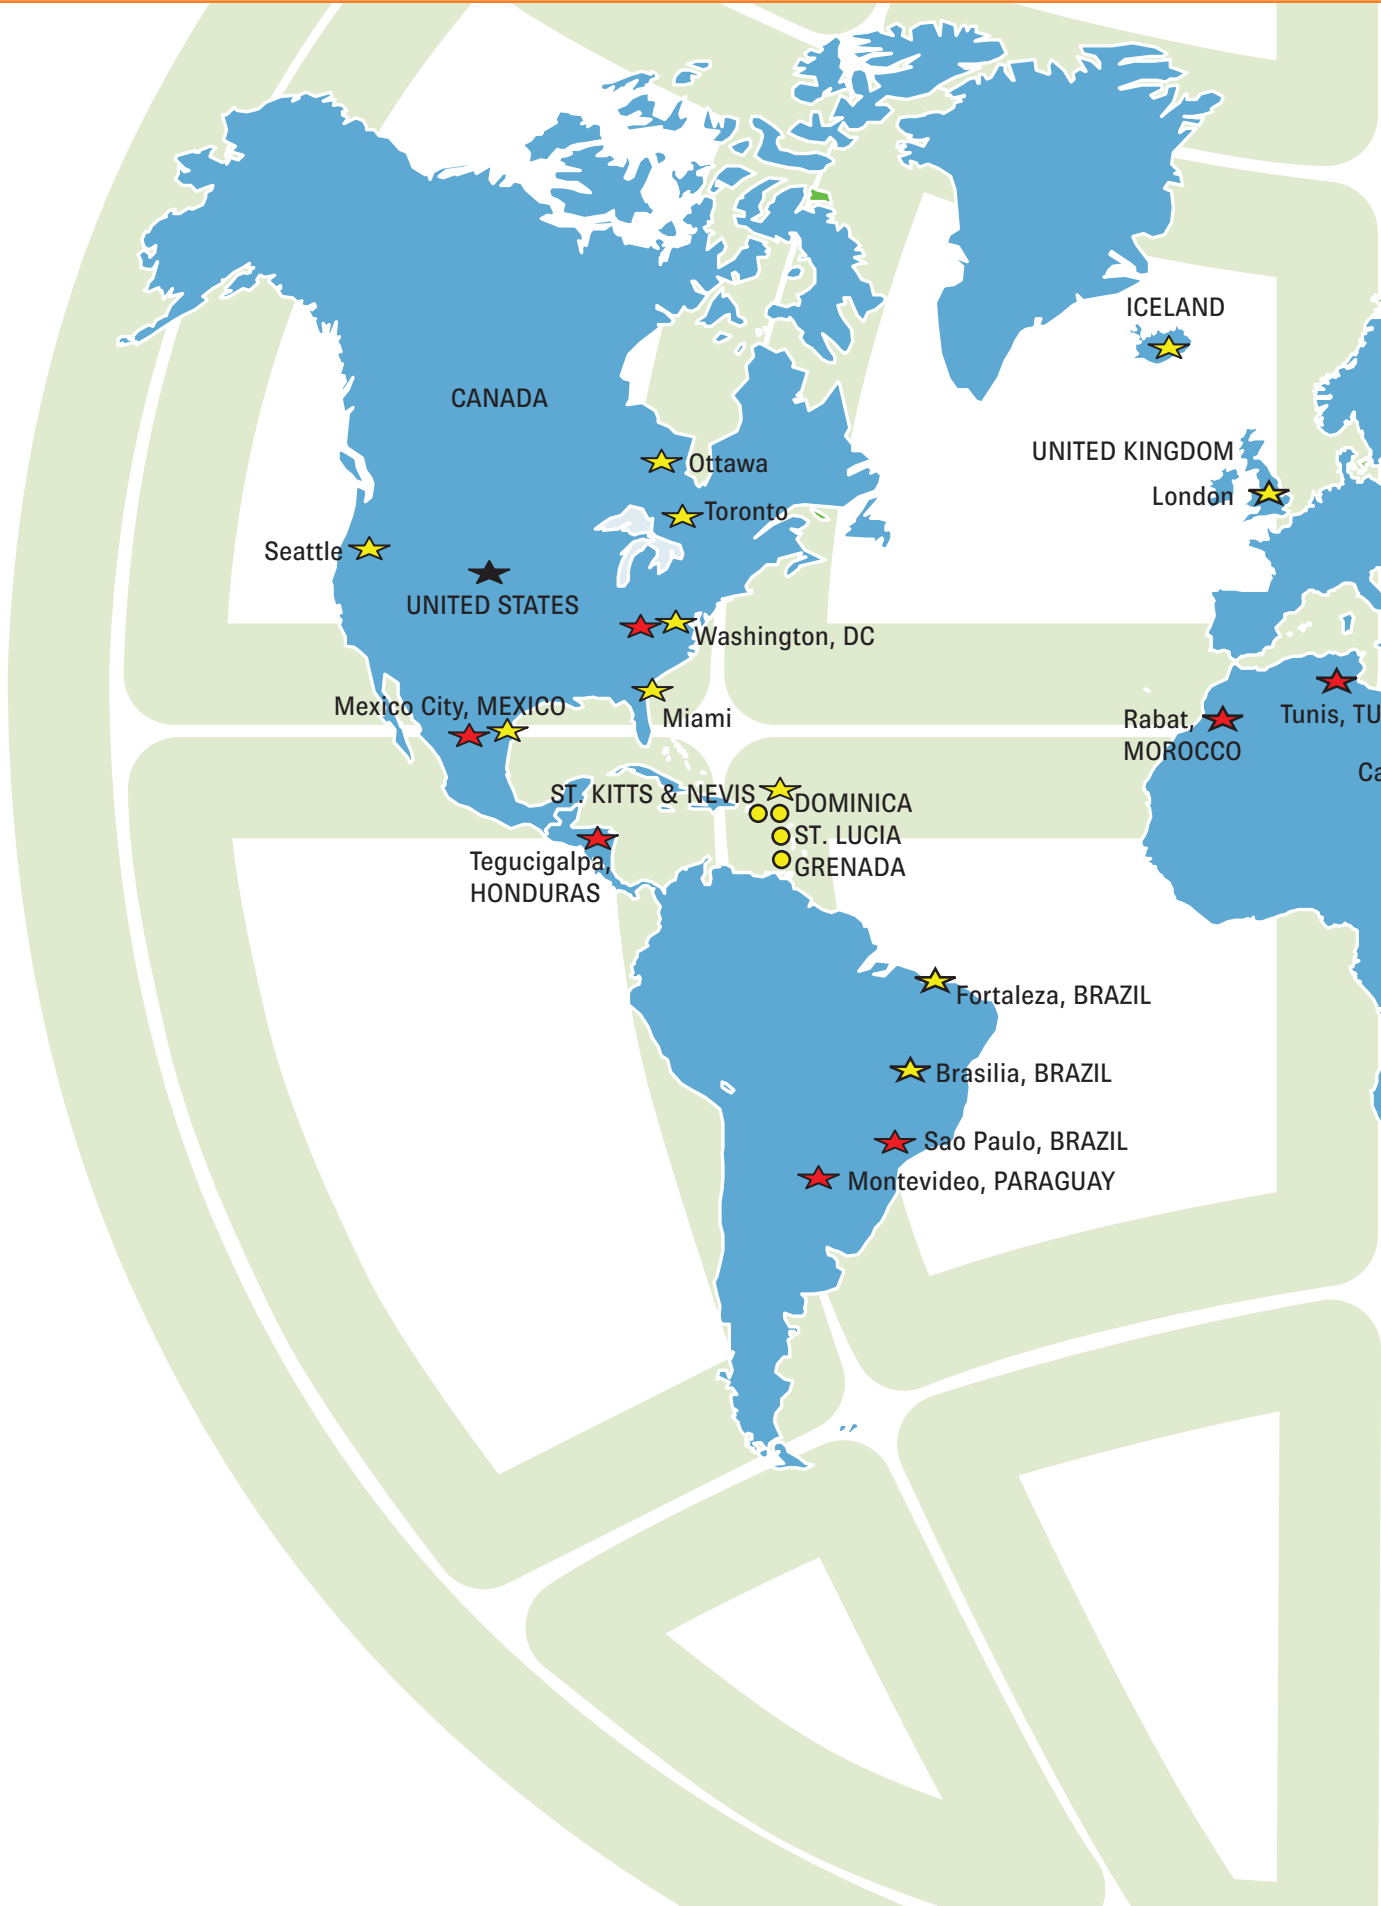 ICELAND
CANADA
UNITED KINGDOM
Ottawa
London
Toronto
Seattle
UNITED STATES
Washington, DC
Mexico City, MEXICO
Miami
Rabat,
MOROCCO
Tunis, TU
Ca
ST. KITTS & NEVIS
DOMINICA
ST. LUCIA
GRENADA
Tegucigalpa,
HONDURAS
Fortaleza, BRAZIL
Brasilia, BRAZIL
Sao Paulo, BRAZIL
Montevideo, PARAGUAY